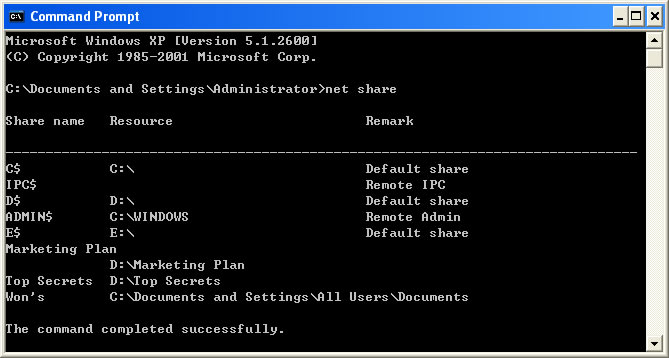 Command Prompt
Microsoft Windows XP [Version 5.1.2600]
(C) Copyright 1985-2001 Microsoft Corp.
C:\Documents and Settings\Administrator>net share
Share name   Resource                        Remark
-------------------------------------------------------------------------------
C$           C:\                             Default share
IPC$                                         Remote IPC
D$           D:\                             Default share
ADMIN$       C:\WINDOWS                      Remote Admin
E$           E:\                             Default share
Marketing Plan
             D:\Marketing Plan
Top Secrets  D:\Top Secrets
Won's        C:\Documents and Settings\All Users\Documents
The command completed successfully.